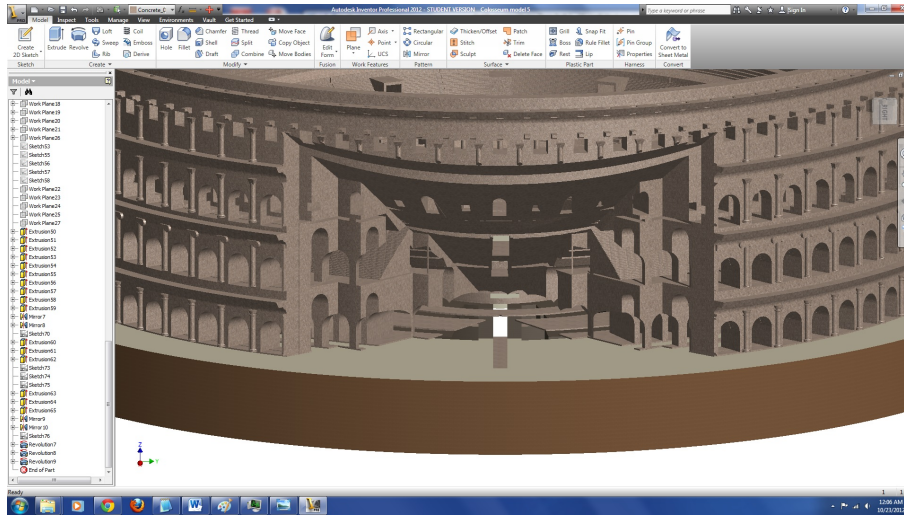 Concrete_C
Autodesk Inventor Professional 2012 - STUDENT VERSION Colosseum model 5
Type a keyword or phrase
Sign In
Model Inspect Tools Manage View Environments Vault Get Started
Create 2D Sketch
Extrude Revolve
Loft Coil
Sweep Emboss
Rib Derive
Hole Fillet
Chamfer Thread Move Face
Shell Split Copy Object
Draft Combine Move Bodies
Edit Form
Plane
Axis
Point
UCS
Rectangular
Circular
Mirror
Thicken/Offset Patch
Stitch Trim
Sculpt Delete Face
Grill Snap Fit
Boss Rule Fillet
Rest Lip
Pin
Pin Group
Properties
Convert to Sheet Metal
Sketch Create Modify Fusion Work Features Pattern Surface Plastic Part Harness Convert
Model
Work Plane18
Work Plane19
Work Plane20
Work Plane21
Work Plane26
Sketch53
Sketch55
Sketch56
Sketch57
Sketch58
Work Plane22
Work Plane23
Work Plane24
Work Plane25
Work Plane27
Extrusion50
Extrusion51
Extrusion52
Extrusion53
Extrusion54
Extrusion55
Extrusion56
Extrusion57
Extrusion58
Extrusion59
Mirror7
Mirror8
Sketch70
Extrusion60
Extrusion61
Extrusion62
Sketch73
Sketch74
Sketch75
Extrusion63
Extrusion64
Extrusion65
Mirror9
Mirror10
Sketch76
Revolution7
Revolution8
Revolution9
End of Part
RIGHT
Z
Y
Ready
1 1
12:06 AM
10/23/2012